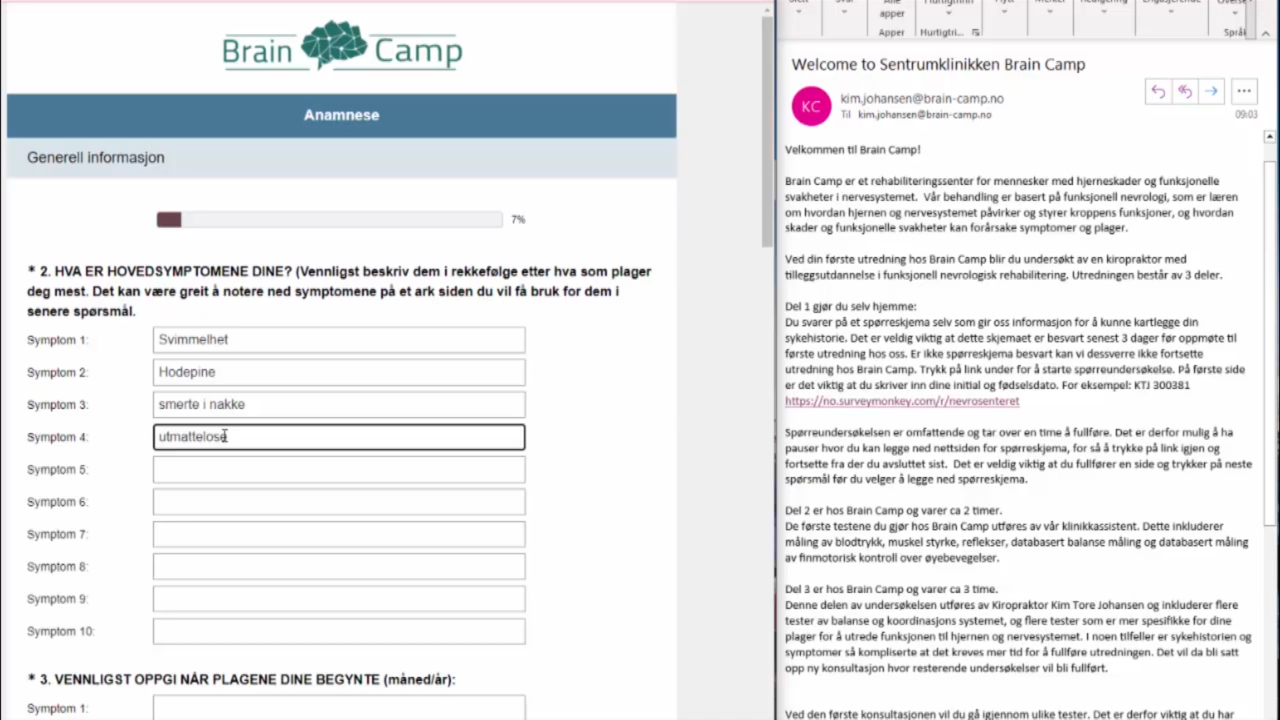 Brain Camp
Anamnese
Generell informasjon
7%
* 2. HVA ER HOVEDSYMPTOMENE DINE? (Vennligst beskriv dem i rekkefølge etter hva som plager
deg mest. Det kan være greit å notere ned symptomene på et ark siden du vil få bruk for dem i
senere spørsmål.
Symptom 1: Svimmelhet
Symptom 2: Hodepine
Symptom 3: smerte i nakke
Symptom 4: utmattelose
Symptom 5:
Symptom 6:
Symptom 7:
Symptom 8:
Symptom 9:
Symptom 10:
* 3. VENNLIGST OPPGI NÅR PLAGENE DINE BEGYNTE (måned/år):
Symptom 1:
apper
Apper
Hurtigtri...
Språk
Welcome to Sentrumklinikken Brain Camp
KC
kim.johansen@brain-camp.no
Til kim.johansen@brain-camp.no
09:03
Velkommen til Brain Camp!
Brain Camp er et rehabiliteringssenter for mennesker med hjerneskader og funksjonelle
svakheter i nervesystemet. Vår behandling er basert på funksjonell nevrologi, som er læren
om hvordan hjernen og nervesystemet påvirker og styrer kroppens funksjoner, og hvordan
skader og funksjonelle svakheter kan forårsake symptomer og plager.
Ved din første utredning hos Brain Camp blir du undersøkt av en kiropraktor med
tilleggsutdannelse i funksjonell nevrologisk rehabilitering. Utredningen består av 3 deler.
Del 1 gjør du selv hjemme:
Du svarer på et spørreskjema selv som gir oss informasjon for å kunne kartlegge din
sykehistorie. Det er veldig viktig at dette skjemaet er besvart senest 3 dager før oppmøte til
første utredning hos oss. Er ikke spørreskjema besvart kan vi dessverre ikke fortsette
utredning hos Brain Camp. Trykk på link under for å starte spørreundersøkelse. På første side
er det viktig at du skriver inn dine initial og fødselsdato. For eksempel: KTJ 300381
https://no.surveymonkey.com/r/nevrosenteret
Spørreundersøkelsen er omfattende og tar over en time å fullføre. Det er derfor mulig å ha
pauser hvor du kan legge ned nettsiden for spørreskjema, for så å trykke på link igjen og
fortsette fra der du avsluttet sist. Det er veldig viktig at du fullfører en side og trykker på neste
spørsmål før du velger å legge ned spørreskjema.
Del 2 er hos Brain Camp og varer ca 2 timer.
De første testene du gjør hos Brain Camp utføres av vår klinikkassistent. Dette inkluderer
måling av blodtrykk, muskel styrke, reflekser, databasert balanse måling og databasert måling
av finmotorisk kontroll over øyebevegelser.
Del 3 er hos Brain Camp og varer ca 3 time.
Denne delen av undersøkelsen utføres av Kiropraktor Kim Tore Johansen og inkluderer flere
tester av balanse og koordinasjons systemet, og flere tester som er mer spesifikke for dine
plager for å utrede funksjonen til hjernen og nervesystemet. I noen tilfeller er sykehistorien og
symptomer så kompliserte at det kreves mer tid for å fullføre utredningen. Det vil da bli satt
opp ny konsultasjon hvor resterende undersøkelser vil bli fullført.
Ved den første konsultasjonen vil du gå igjennom ulike tester. Det er derfor viktig at du har